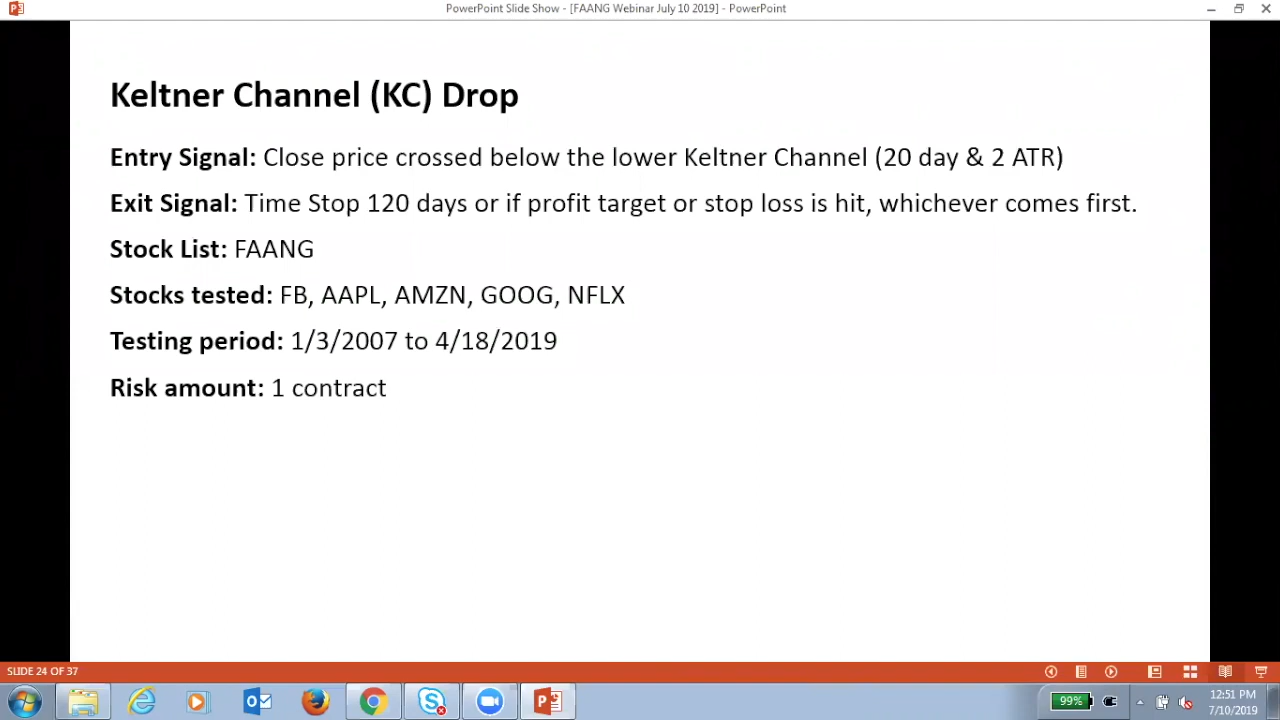 PowerPoint Slide Show - [FAANG Webinar July 10 2019] - PowerPoint
Keltner Channel (KC) Drop
Entry Signal: Close price crossed below the lower Keltner Channel (20 day & 2 ATR)
Exit Signal: Time Stop 120 days or if profit target or stop loss is hit, whichever comes first.
Stock List: FAANG
Stocks tested: FB, AAPL, AMZN, GOOG, NFLX
Testing period: 1/3/2007 to 4/18/2019
Risk amount: 1 contract
SLIDE 24 OF 37
99%
12:51 PM
7/10/2019